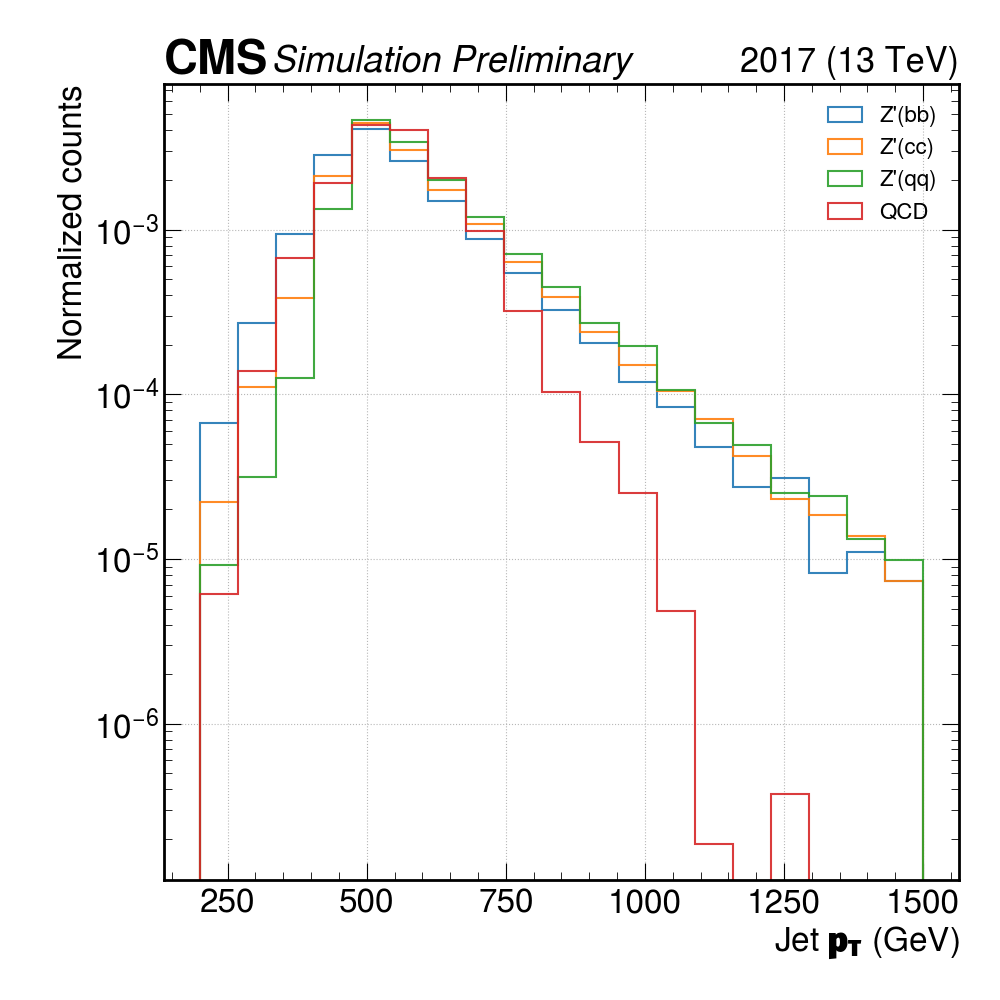 CMS Simulation Preliminary 2017 (13 TeV)
Normalized counts
Z'(bb)
Z'(cc)
Z'(qq)
QCD
10⁻³
10⁻⁴
10⁻⁵
10⁻⁶
250 500 750 1000 1250 1500
Jet p_T (GeV)